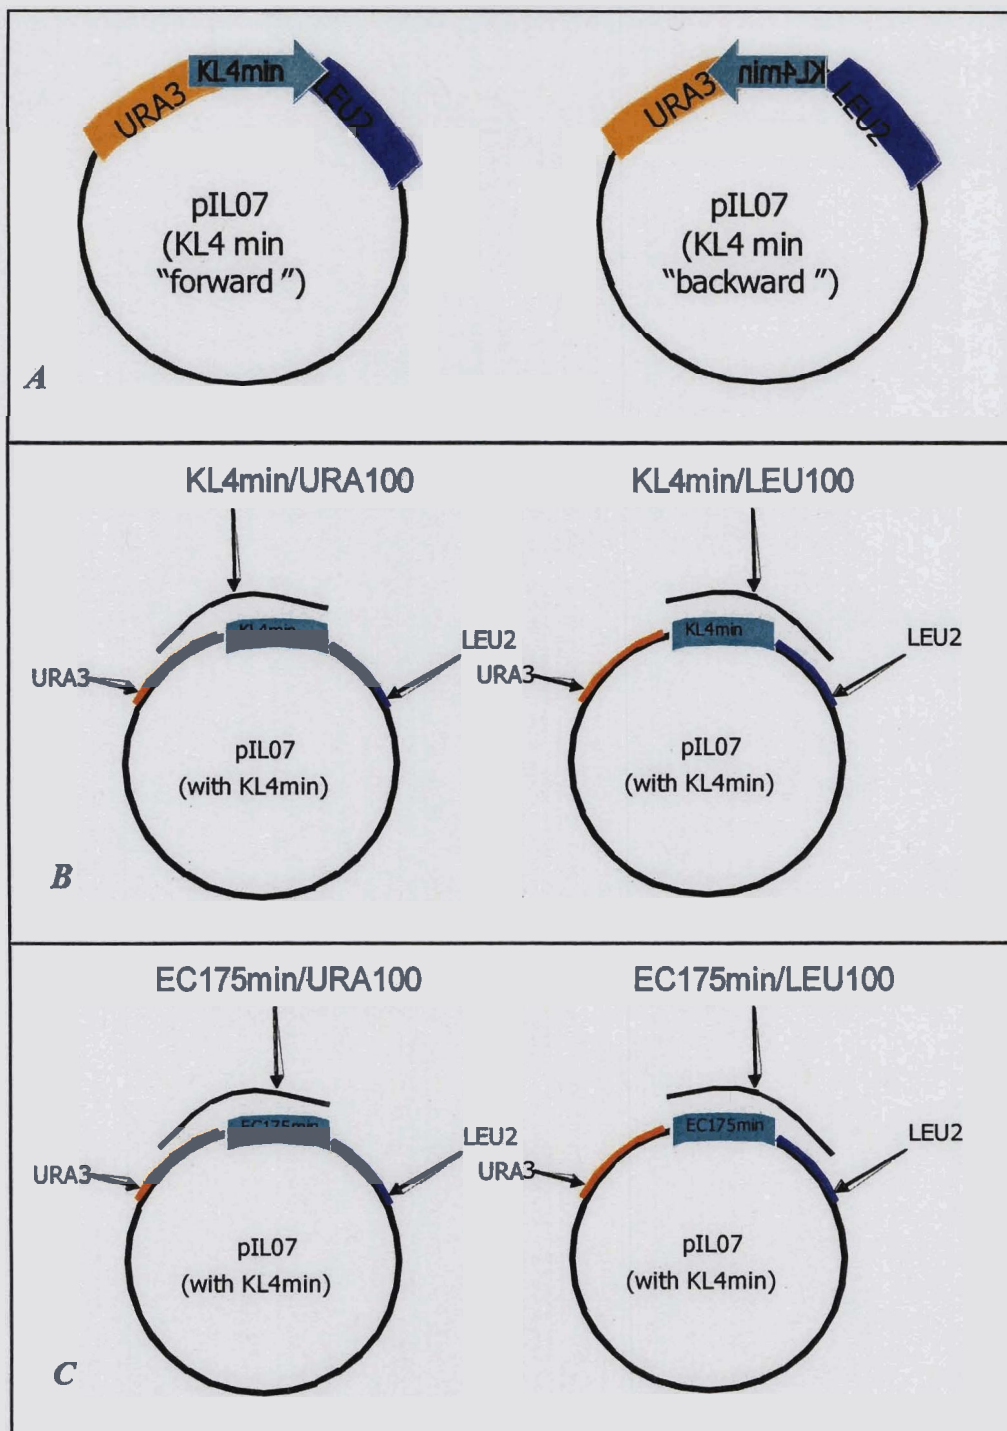 URA3
KL4min
LEU2
URA3
KL4min
LEU2
pIL07
(KL4 min
“forward ”)
pIL07
(KL4 min
“backward ”)
A
KL4min/URA100
KL4min/LEU100
KL4min
KL4min
URA3
LEU2
URA3
LEU2
pIL07
(with KL4min)
pIL07
(with KL4min)
B
EC175min/URA100
EC175min/LEU100
EC175min
EC175min
URA3
LEU2
URA3
LEU2
pIL07
(with KL4min)
pIL07
(with KL4min)
C